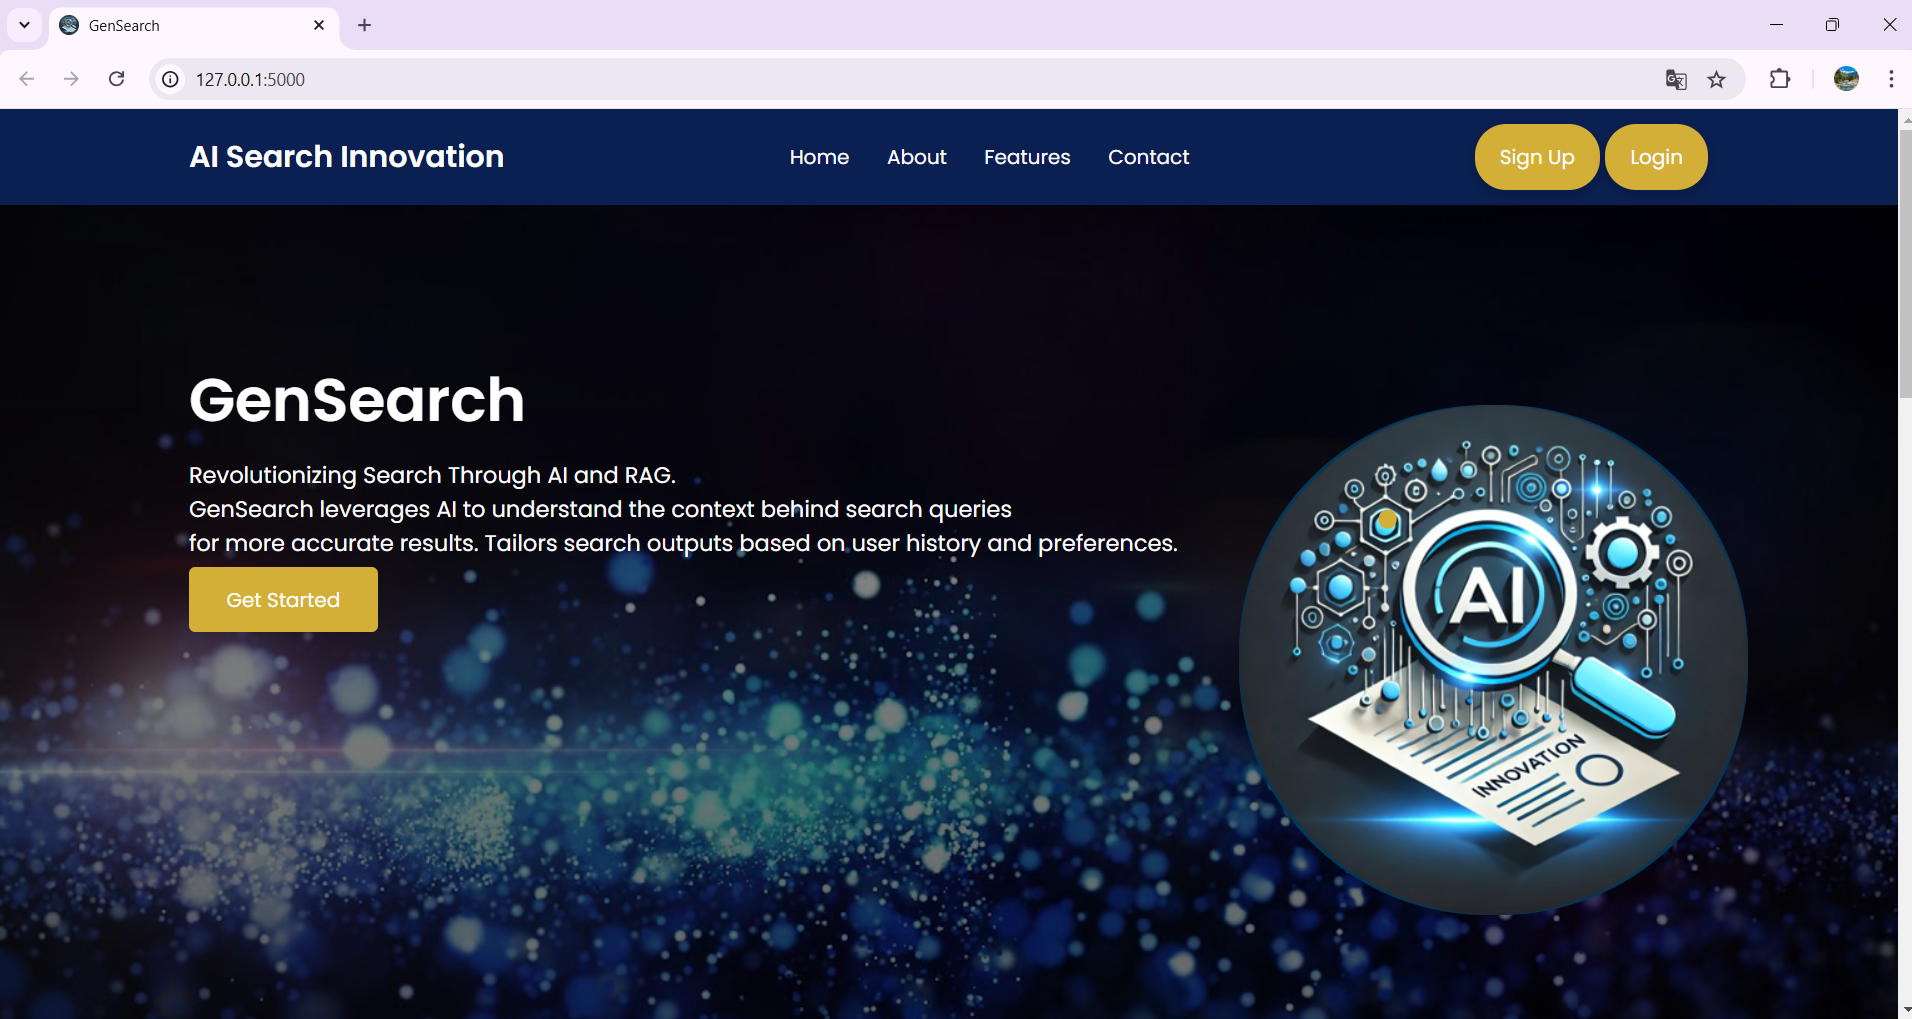 GenSearch
127.0.0.1:5000
AI Search Innovation
Home About Features Contact
Sign Up Login
GenSearch
Revolutionizing Search Through AI and RAG.
GenSearch leverages AI to understand the context behind search queries
for more accurate results. Tailors search outputs based on user history and preferences.
Get Started
AI
INNOVATION